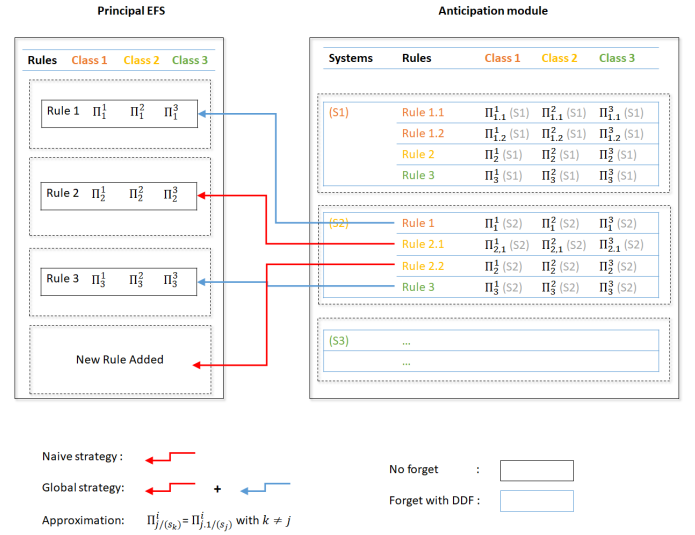 Principal EFS
Rules Class 1 Class 2 Class 3
Rule 1 Π₁¹ Π₁² Π₁³
Rule 2 Π₂¹ Π₂² Π₂³
Rule 3 Π₃¹ Π₃² Π₃³
New Rule Added
Anticipation module
Systems Rules Class 1 Class 2 Class 3
(S1) Rule 1.1 Π₁.₁¹ (S1) Π₁.₁² (S1) Π₁.₁³ (S1)
Rule 1.2 Π₁.₂¹ (S1) Π₁.₂² (S1) Π₁.₂³ (S1)
Rule 2 Π₂¹ (S1) Π₂² (S1) Π₂³ (S1)
Rule 3 Π₃¹ (S1) Π₃² (S1) Π₃³ (S1)
(S2) Rule 1 Π₁¹ (S2) Π₁² (S2) Π₁³ (S2)
Rule 2.1 Π₂,₁¹ (S2) Π₂,₁² (S2) Π₂.₁³ (S2)
Rule 2.2 Π₂¹ (S2) Π₂² (S2) Π₂³ (S2)
Rule 3 Π₃¹ (S2) Π₃² (S2) Π₃³ (S2)
(S3) ...
...
Naive strategy :
Global strategy: +
Approximation: Π^i_{j/(s_k)} = Π^i_{j.1/(s_j)} with k ≠ j
No forget :
Forget with DDF :